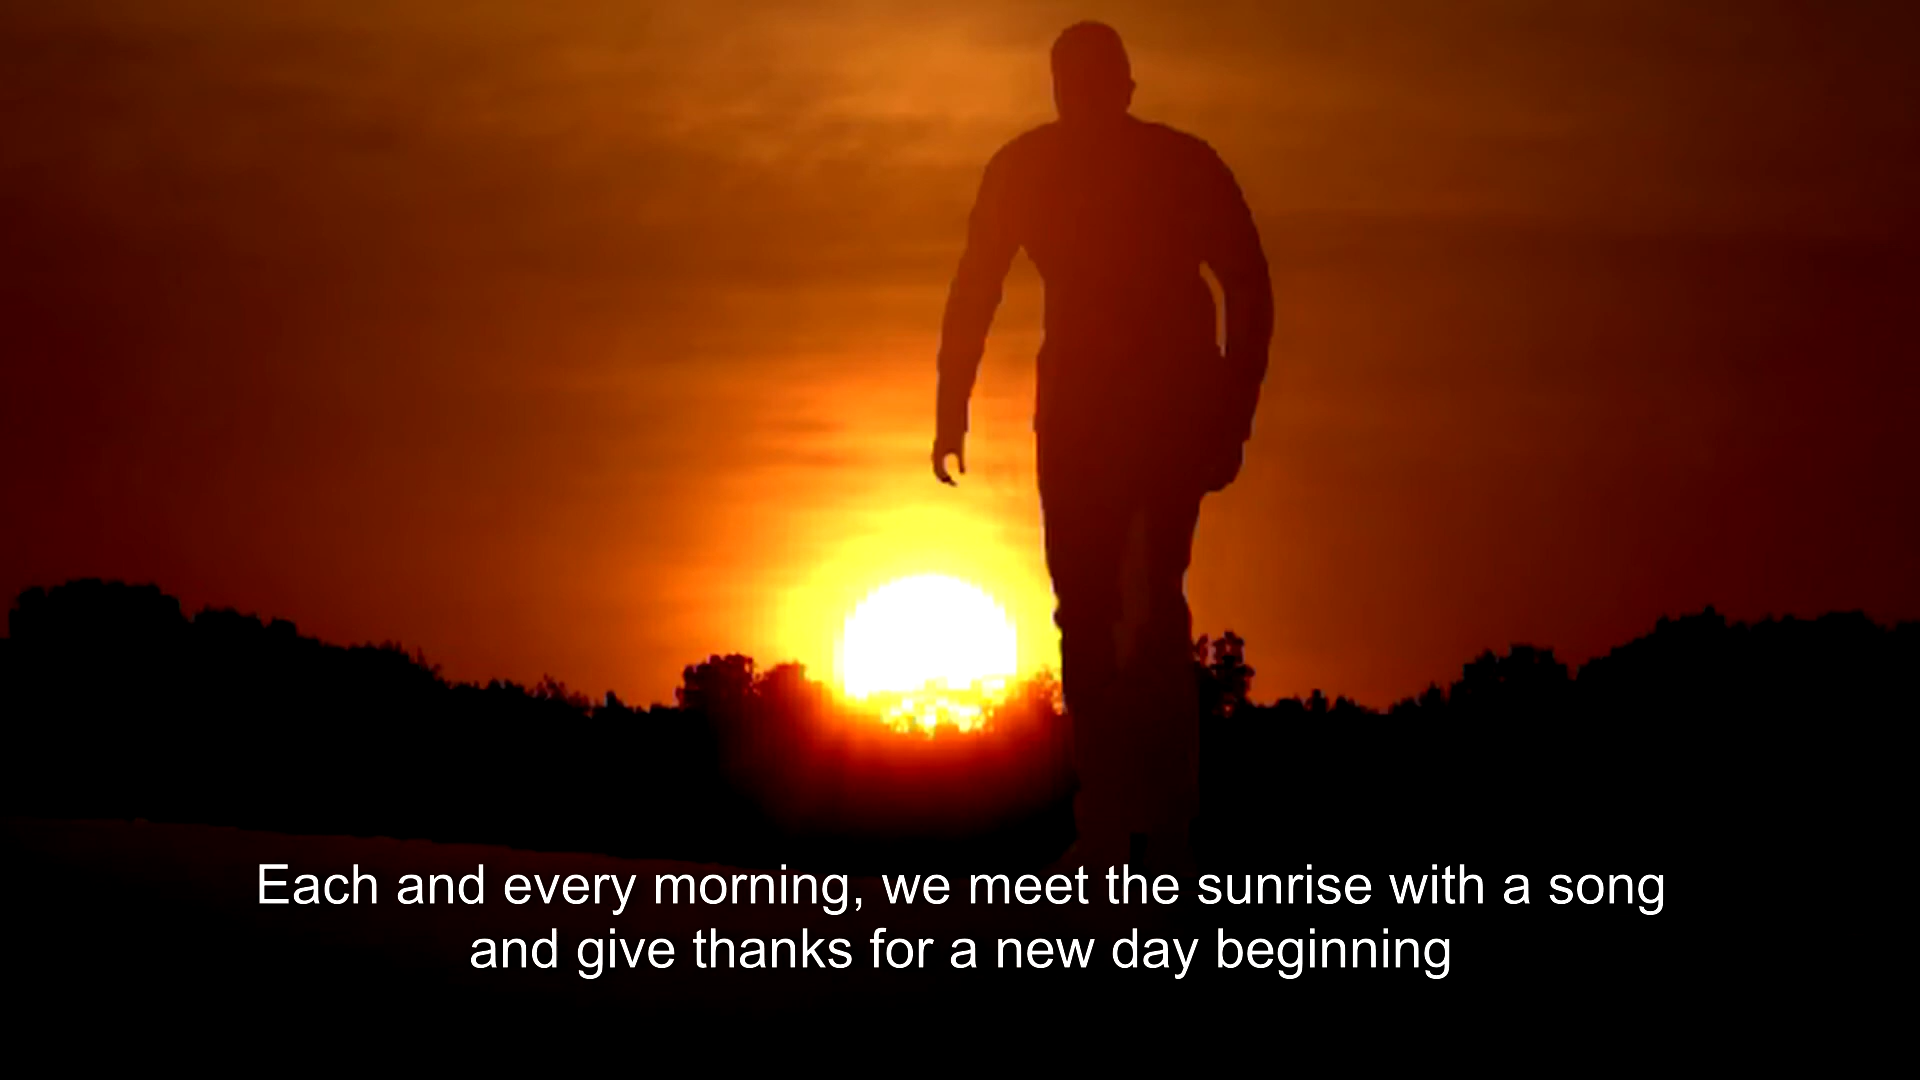 Each and every morning, we meet the sunrise with a song
and give thanks for a new day beginning